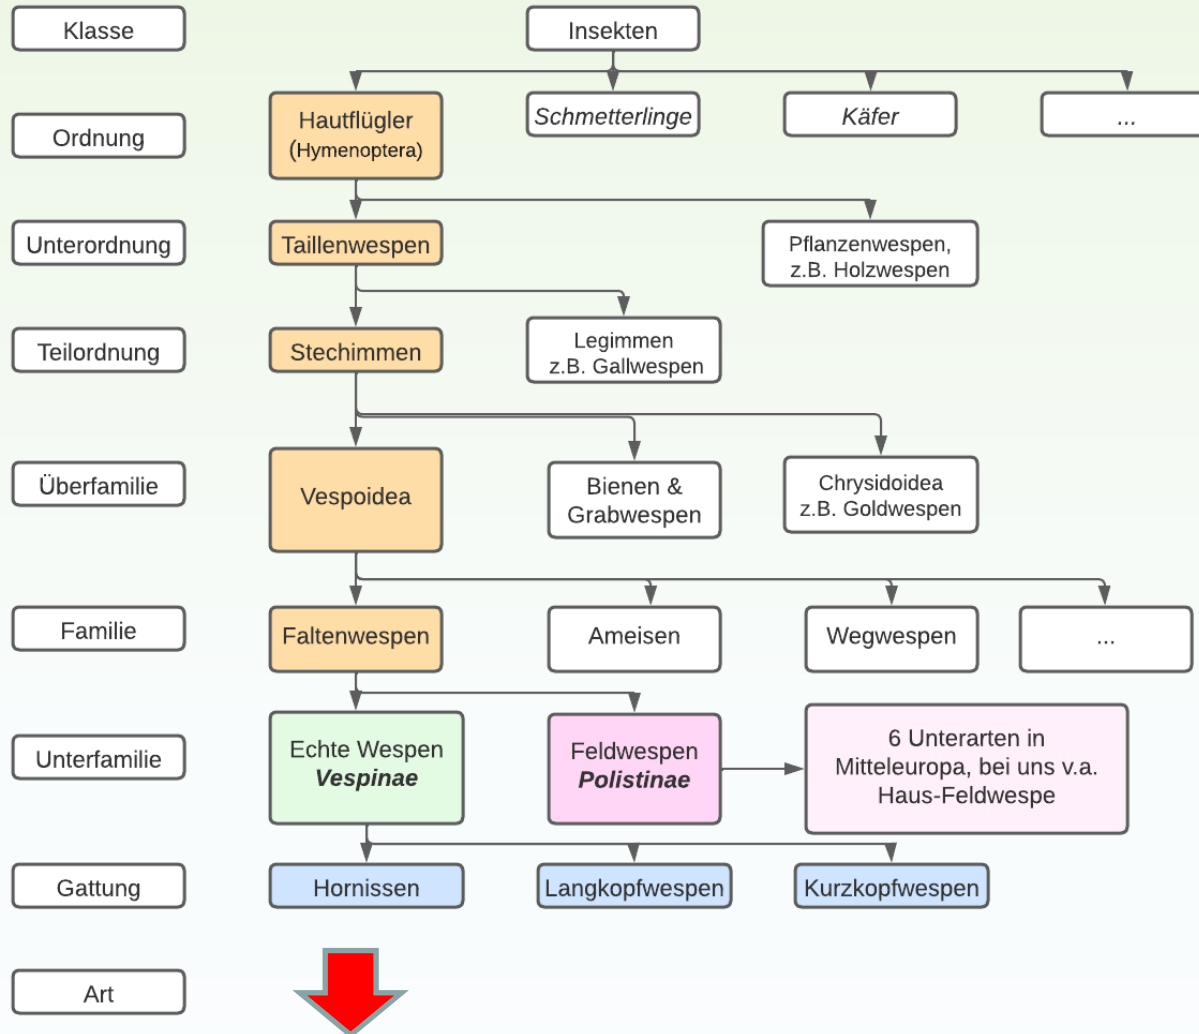 Klasse
Insekten
Ordnung
Hautflügler
(Hymenoptera)
Schmetterlinge
Käfer
...
Unterordnung
Taillenwespen
Pflanzenwespen,
z.B. Holzwespen
Teilordnung
Stechimmen
Legimmen
z.B. Gallwespen
Überfamilie
Vespoidea
Bienen &
Grabwespen
Chrysidoidea
z.B. Goldwespen
Familie
Faltenwespen
Ameisen
Wegwespen
...
Unterfamilie
Echte Wespen
Vespinae
Feldwespen
Polistinae
6 Unterarten in
Mitteleuropa, bei uns v.a.
Haus-Feldwespe
Gattung
Hornissen
Langkopfwespen
Kurzkopfwespen
Art